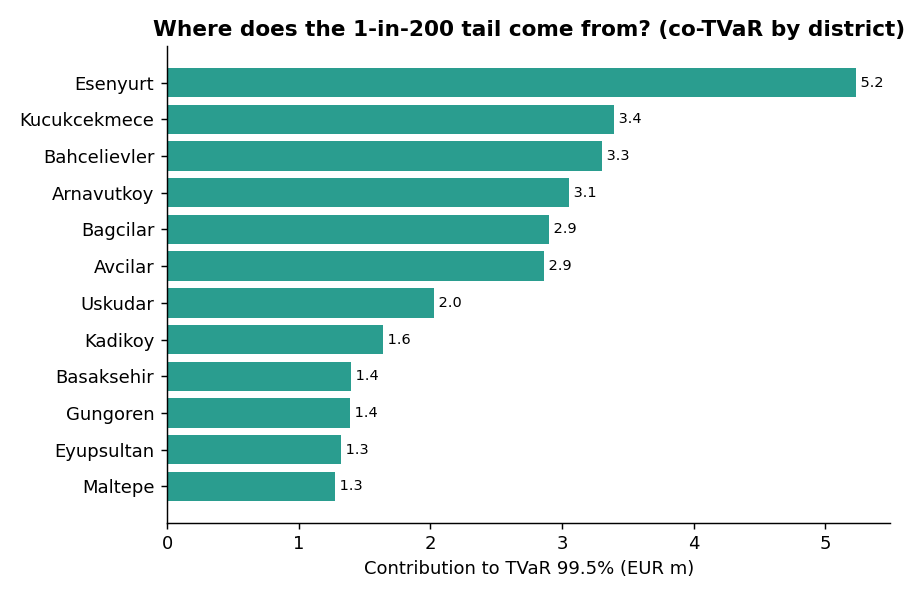 Where does the 1-in-200 tail come from? (co-TVaR by district)
Esenyurt 5.2
Kucukcekmece 3.4
Bahcelievler 3.3
Arnavutkoy 3.1
Bagcilar 2.9
Avcilar 2.9
Uskudar 2.0
Kadikoy 1.6
Basaksehir 1.4
Gungoren 1.4
Eyupsultan 1.3
Maltepe 1.3
0 1 2 3 4 5
Contribution to TVaR 99.5% (EUR m)